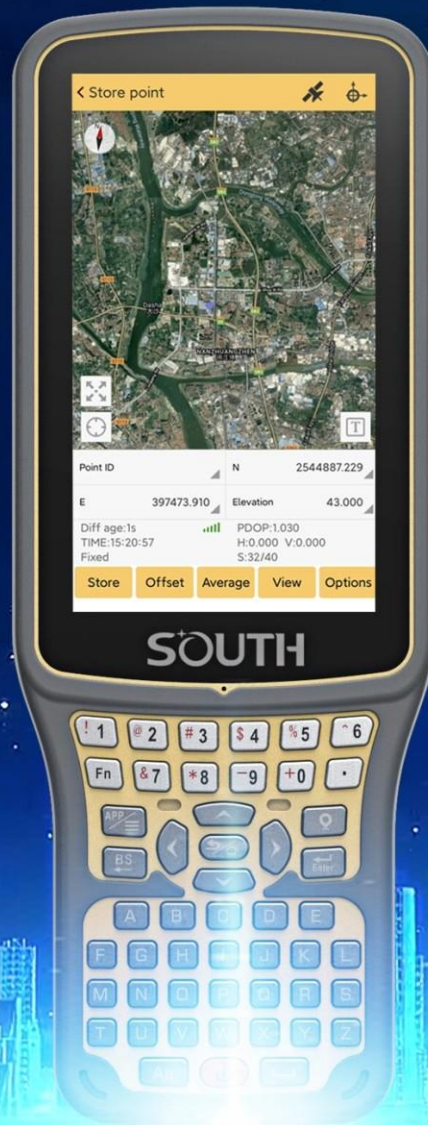 Store point
Dasha
NANZHUANGZHEN
Point ID
N 2544887.229
E 397473.910
Elevation 43.000
Diff age:1s
PDOP:1.030
TIME:15:20:57
H:0.000 V:0.000
Fixed
S:32/40
Store Offset Average View Options
SOUTH
! 1 @ 2 # 3 $ 4 % 5 ^ 6
Fn & 7 * 8 - 9 + 0 .
APP
BS Enter
A B C D E
F G H I J K L
M N O P Q R S
T U V W X Y Z